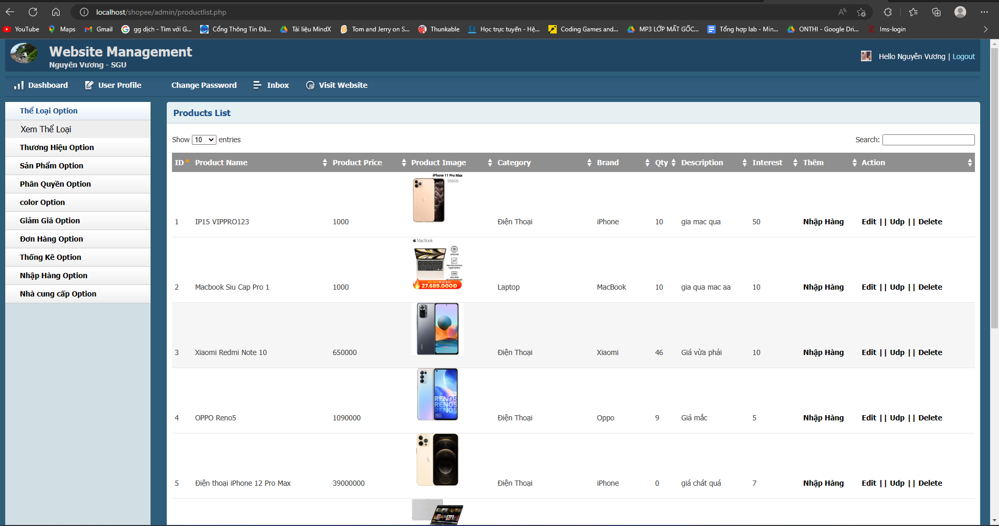 localhost/shopee/admin/productlist.php
YouTube Maps Gmail gg dịch - Tìm với G... Cổng Thông Tin Đà... Tài liệu MindX Tom and Jerry on S... Thunkable Học trực tuyến - Hệ... Coding Games and... MP3 LỚP MẤT GỐC... Tổng hợp lab - Min... ONTHI - Google Dri... lms-login
Website Management
Nguyên Vương - SGU
Hello Nguyên Vương | Logout
Dashboard User Profile Change Password Inbox Visit Website
Thể Loại Option
Xem Thể Loại
Thương Hiệu Option
Sản Phẩm Option
Phân Quyền Option
color Option
Giảm Giá Option
Đơn Hàng Option
Thống Kê Option
Nhập Hàng Option
Nhà cung cấp Option
Products List
Show 10 entries Search:
ID Product Name Product Price Product Image Category Brand Qty Description Interest Thêm Action
iPhone 11 Pro Max
256GB
1 IP15 VIPPRO123 1000 Điện Thoại iPhone 10 gia mac qua 50 Nhập Hàng Edit || Udp || Delete
MacBook
27.689.000Đ
2 Macbook Siu Cap Pro 1 1000 Laptop MacBook 10 gia qua mac aa 10 Nhập Hàng Edit || Udp || Delete
3 Xiaomi Redmi Note 10 650000 Điện Thoại Xiaomi 46 Giá vừa phải 10 Nhập Hàng Edit || Udp || Delete
RENO5
RENO5
RENO5
5G
4 OPPO Reno5 1090000 Điện Thoại Oppo 9 Giá mắc 5 Nhập Hàng Edit || Udp || Delete
5 Điện thoại iPhone 12 Pro Max 39000000 Điện Thoại iPhone 0 giá chát quá 7 Nhập Hàng Edit || Udp || Delete